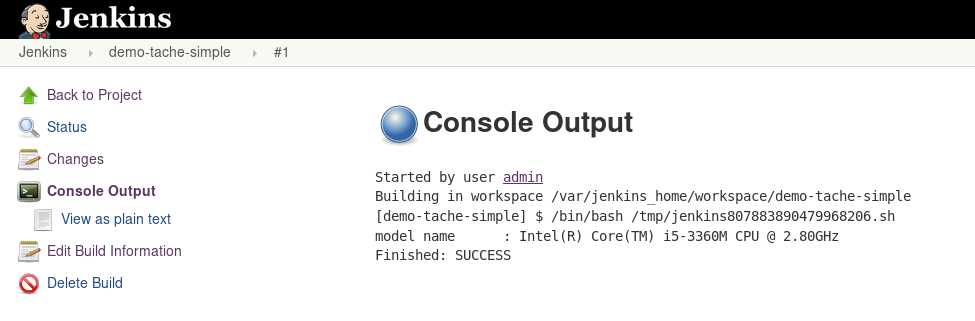 Jenkins
Jenkins demo-tache-simple #1
Back to Project
Status
Changes
Console Output
View as plain text
Edit Build Information
Delete Build
Console Output
Started by user admin
Building in workspace /var/jenkins_home/workspace/demo-tache-simple
[demo-tache-simple] $ /bin/bash /tmp/jenkins807883890479968206.sh
model name      : Intel(R) Core(TM) i5-3360M CPU @ 2.80GHz
Finished: SUCCESS